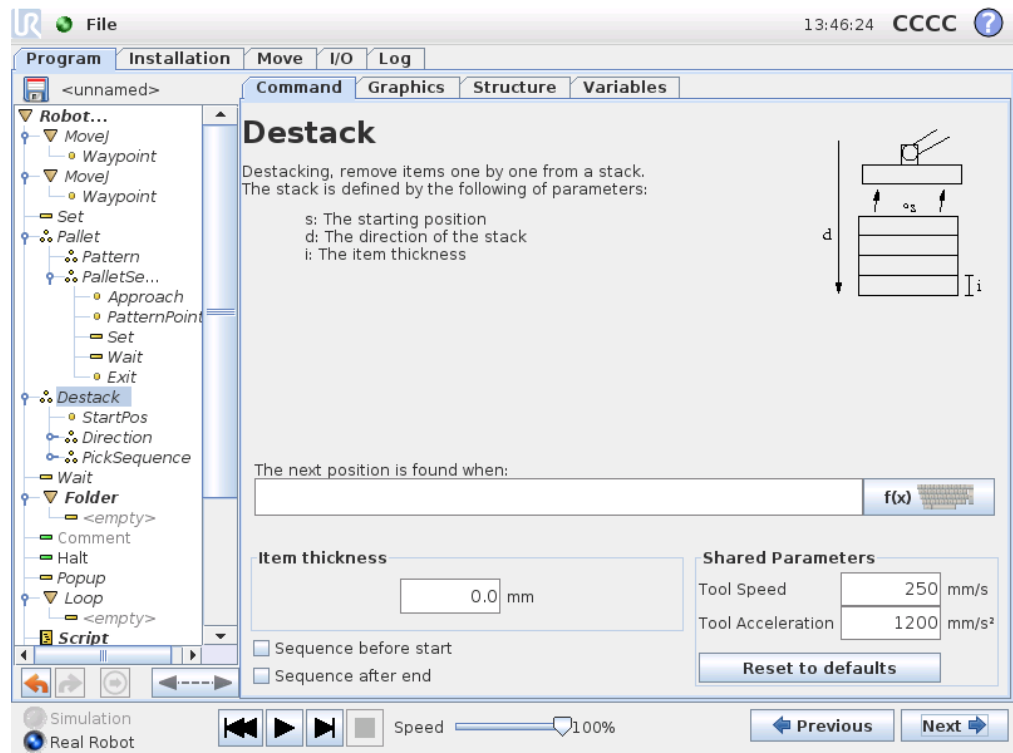 UR File 13:46:24 CCCC ?
Program Installation Move I/O Log
<unnamed>
Command Graphics Structure Variables
Robot...
MoveJ
Waypoint
MoveJ
Waypoint
Set
Pallet
Pattern
PalletSe...
Approach
PatternPoint
Set
Wait
Exit
Destack
StartPos
Direction
PickSequence
Wait
Folder
<empty>
Comment
Halt
Popup
Loop
<empty>
Script
Destack
Destacking, remove items one by one from a stack.
The stack is defined by the following of parameters:
s: The starting position
d: The direction of the stack
i: The item thickness
s
d
i
The next position is found when:
f(x)
Item thickness
0.0 mm
Sequence before start
Sequence after end
Shared Parameters
Tool Speed 250 mm/s
Tool Acceleration 1200 mm/s²
Reset to defaults
Simulation
Real Robot
Speed 100%
Previous Next